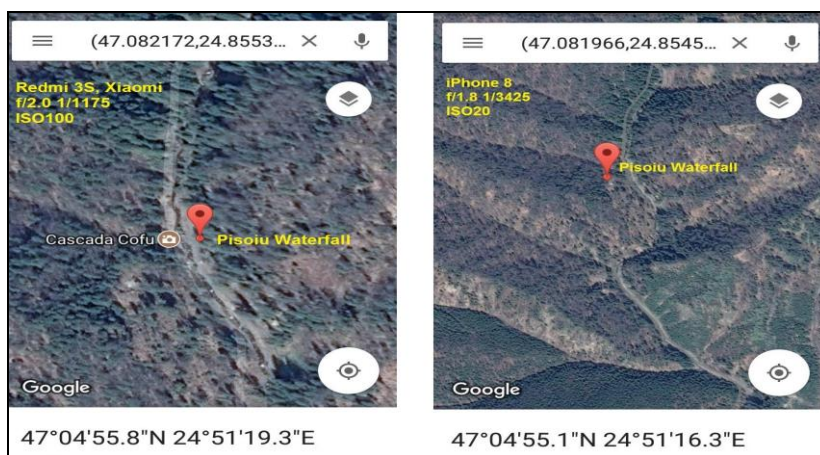 (47.082172,24.8553...
Redmi 3S, Xiaomi
f/2.0 1/1175
ISO100
Cascada Cofu
Pisoiu Waterfall
Google
47°04'55.8"N 24°51'19.3"E
(47.081966,24.8545...
iPhone 8
f/1.8 1/3425
ISO20
Pisoiu Waterfall
Google
47°04'55.1"N 24°51'16.3"E